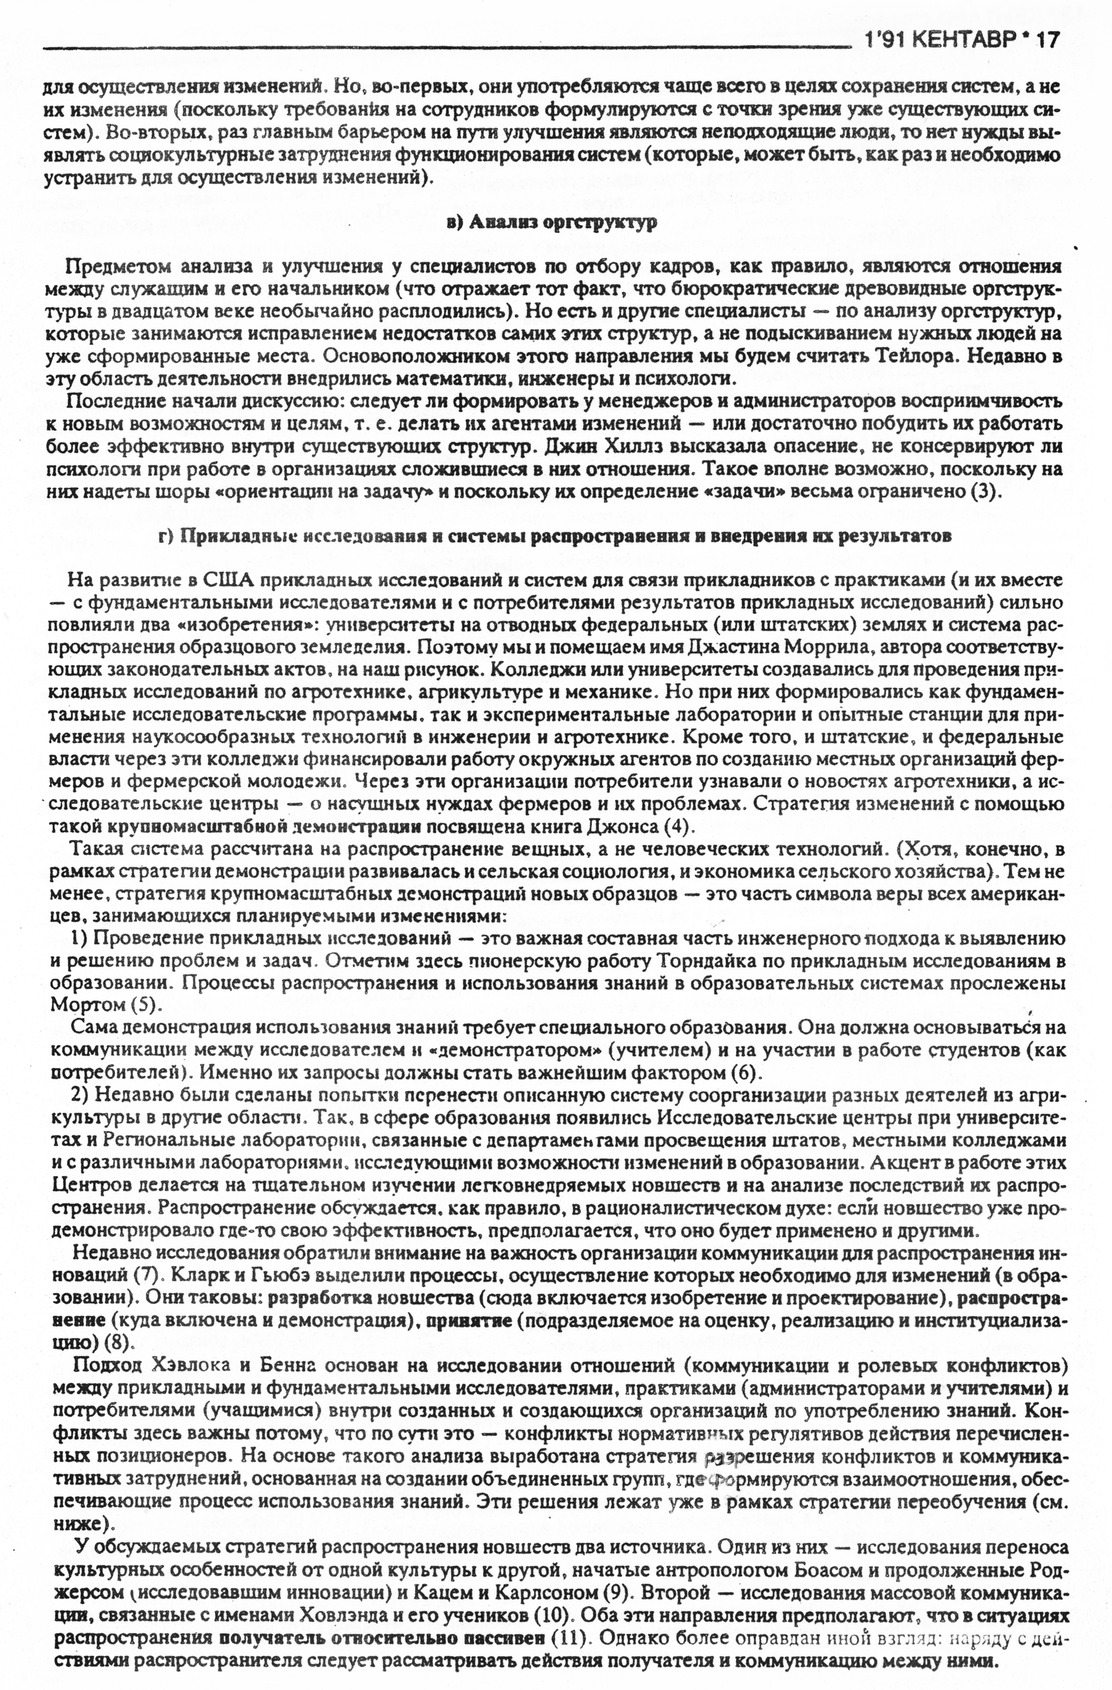 1'91 КЕНТАВР * 17
для осуществления изменений. Но, во-первых, они употребляются чаще всего в целях сохранения систем, а не
их изменения (поскольку требования на сотрудников формулируются с точки зрения уже существующих си-
стем). Во-вторых, раз главным барьером на пути улучшения являются неподходящие люди, то нет нужды вы-
являть социокультурные затруднения функционирования систем (которые, может быть, как раз и необходимо
устранить для осуществления изменений).
в) Анализ оргструктур
Предметом анализа и улучшения у специалистов по отбору кадров, как правило, являются отношения
между служащим и его начальником (что отражает тот факт, что бюрократические древовидные оргструк-
туры в двадцатом веке необычайно расплодились). Но есть и другие специалисты — по анализу оргструктур,
которые занимаются исправлением недостатков самих этих структур, а не подыскиванием нужных людей на
уже сформированные места. Основоположником этого направления мы будем считать Тейлора. Недавно в
эту область деятельности внедрились математики, инженеры и психологи.
Последние начали дискуссию: следует ли формировать у менеджеров и администраторов восприимчивость
к новым возможностям и целям, т. е. делать их агентами изменений — или достаточно побудить их работать
более эффективно внутри существующих структур. Джин Хиллз высказала опасение, не консервируют ли
психологи при работе в организациях сложившиеся в них отношения. Такое вполне возможно, поскольку на
них надеты шоры «ориентации на задачу» и поскольку их определение «задачи» весьма ограничено (3).
г) Прикладные исследования и системы распространения и внедрения их результатов
На развитие в США прикладных исследований и систем для связи прикладников с практиками (и их вместе
— с фундаментальными исследователями и с потребителями результатов прикладных исследований) сильно
повлияли два «изобретения»: университеты на отводных федеральных (или штатских) землях и система рас-
пространения образцового земледелия. Поэтому мы и помещаем имя Джастина Моррила, автора соответству-
ющих законодательных актов, на наш рисунок. Колледжи или университеты создавались для проведения при-
кладных исследований по агротехнике, агрикультуре и механике. Но при них формировались как фундамен-
тальные исследовательские программы, так и экспериментальные лаборатории и опытные станции для при-
менения наукосообразных технологий в инженерии и агротехнике. Кроме того, и штатские, и федеральные
власти через эти колледжи финансировали работу окружных агентов по созданию местных организаций фер-
меров и фермерской молодежи. Через эти организации потребители узнавали о новостях агротехники, а ис-
следовательские центры — о насущных нуждах фермеров и их проблемах. Стратегия изменений с помощью
такой крупномасштабной демонстрации посвящена книга Джонса (4).
Такая система рассчитана на распространение вещных, а не человеческих технологий. (Хотя, конечно, в
рамках стратегии демонстрации развивалась и сельская социология, и экономика сельского хозяйства). Тем не
менее, стратегия крупномасштабных демонстраций новых образцов — это часть символа веры всех американ-
цев, занимающихся планируемыми изменениями:
1) Проведение прикладных исследований — это важная составная часть инженерного подхода к выявлению
и решению проблем и задач. Отметим здесь пионерскую работу Торндайка по прикладным исследованиям в
образовании. Процессы распространения и использования знаний в образовательных системах прослежены
Мортом (5).
Сама демонстрация использования знаний требует специального образования. Она должна основываться на
коммуникации между исследователем и «демонстратором» (учителем) и на участии в работе студентов (как
потребителей). Именно их запросы должны стать важнейшим фактором (6).
2) Недавно были сделаны попытки перенести описанную систему соорганизации разных деятелей из агри-
культуры в другие области. Так, в сфере образования появились Исследовательские центры при университе-
тах и Региональные лаборатории, связанные с департаментами просвещения штатов, местными колледжами
и с различными лабораториями, исследующими возможности изменений в образовании. Акцент в работе этих
Центров делается на тщательном изучении легковнедряемых новшеств и на анализе последствий их распро-
странения. Распространение обсуждается, как правило, в рационалистическом духе: если новшество уже про-
демонстрировало где-то свою эффективность, предполагается, что оно будет применено и другими.
Недавно исследования обратили внимание на важность организации коммуникации для распространения ин-
новаций (7). Кларк и Гьюбэ выделили процессы, осуществление которых необходимо для изменений (в обра-
зовании). Они таковы: разработка новшества (сюда включается изобретение и проектирование), распростра-
нение (куда включена и демонстрация), принятие (подразделяемое на оценку, реализацию и институциализа-
цию) (8).
Подход Хэвлока и Бенна основан на исследовании отношений (коммуникации и ролевых конфликтов)
между прикладными и фундаментальными исследователями, практиками (администраторами и учителями) и
потребителями (учащимися) внутри созданных и создающихся организаций по употреблению знаний. Кон-
фликты здесь важны потому, что по сути это — конфликты нормативных регулятивов действия перечислен-
ных позиционеров. На основе такого анализа выработана стратегия разрешения конфликтов и коммуника-
тивных затруднений, основанная на создании объединенных групп, где формируются взаимоотношения, обес-
печивающие процесс использования знаний. Эти решения лежат уже в рамках стратегии переобучения (см.
ниже).
У обсуждаемых стратегий распространения новшеств два источника. Один из них — исследования переноса
культурных особенностей от одной культуры к другой, начатые антропологом Боасом и продолженные Род-
жерсом (исследовавшим инновации) и Кацем и Карлсоном (9). Второй — исследования массовой коммуника-
ции, связанные с именами Ховлэнда и его учеников (10). Оба эти направления предполагают, что в ситуациях
распространения получатель относительно пассивен (11). Однако более оправдан иной взгляд: наряду с дей-
ствиями распространителя следует рассматривать действия получателя и коммуникацию между ними.